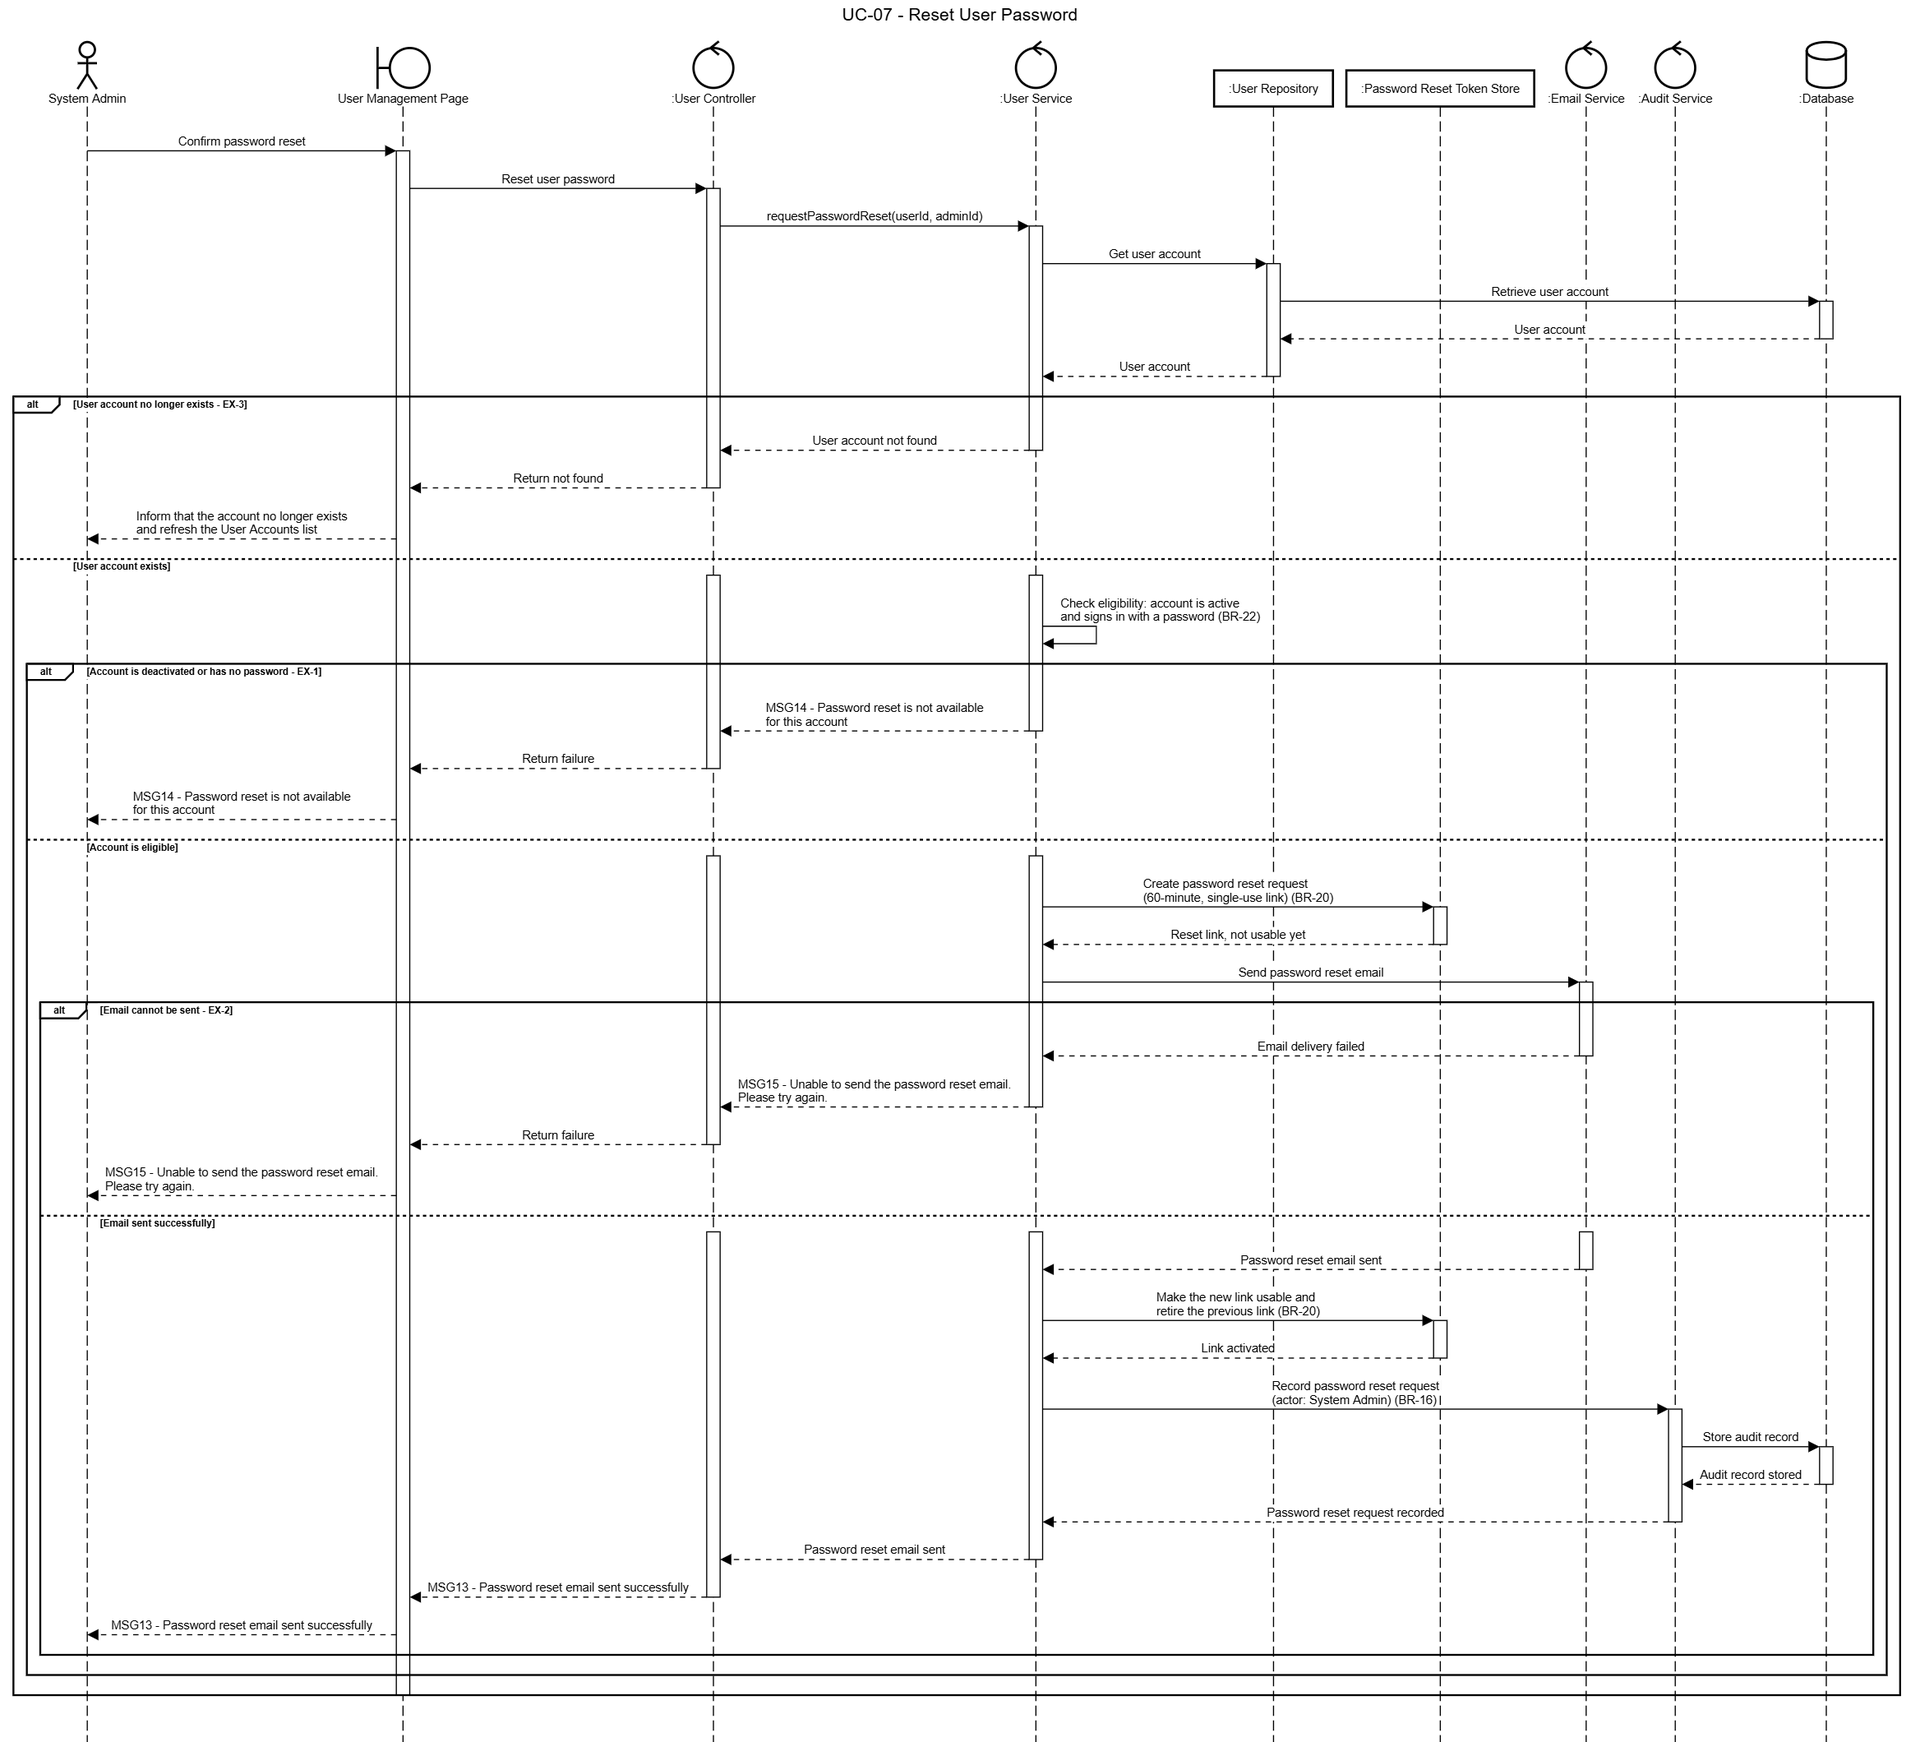 UC-07 - Reset User Password
System Admin
User Management Page
:User Controller
:User Service
:User Repository
:Password Reset Token Store
:Email Service
:Audit Service
:Database
Confirm password reset
Reset user password
requestPasswordReset(userId, adminId)
Get user account
Retrieve user account
User account
User account
alt
[User account no longer exists - EX-3]
User account not found
Return not found
Inform that the account no longer exists
and refresh the User Accounts list
[User account exists]
Check eligibility: account is active
and signs in with a password (BR-22)
alt
[Account is deactivated or has no password - EX-1]
MSG14 - Password reset is not available
for this account
Return failure
MSG14 - Password reset is not available
for this account
[Account is eligible]
Create password reset request
(60-minute, single-use link) (BR-20)
Reset link, not usable yet
Send password reset email
alt
[Email cannot be sent - EX-2]
Email delivery failed
MSG15 - Unable to send the password reset email.
Please try again.
Return failure
MSG15 - Unable to send the password reset email.
Please try again.
[Email sent successfully]
Password reset email sent
Make the new link usable and
retire the previous link (BR-20)
Link activated
Record password reset request
(actor: System Admin) (BR-16)
Store audit record
Audit record stored
Password reset request recorded
Password reset email sent
MSG13 - Password reset email sent successfully
MSG13 - Password reset email sent successfully